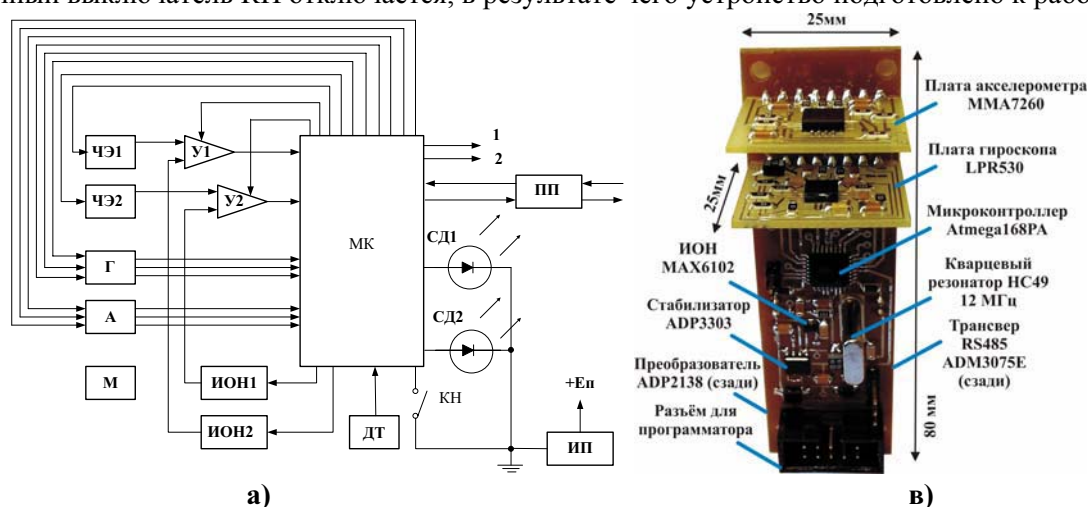 ный выключатель КН отключается, в результате чего устройство подготовлено к рабо
1
2
ЧЭ1
У1
ЧЭ2
У2
МК
ПП
СД1
Г
А
СД2
М
ИОН1
ИОН2
ДТ
КН
+Еп
ИП
а)
25мм
Плата акселерометра
MMA7260
Плата гироскопа
LPR530
25мм
Микроконтроллер
Atmega168PA
ИОН
MAX6102
Кварцевый
резонатор HC49
12 МГц
Стабилизатор
ADP3303
Трансвер
RS485
ADM3075E
(сзади)
Преобразователь
ADP2138 (сзади)
Разъём для
программатора
80 мм
в)